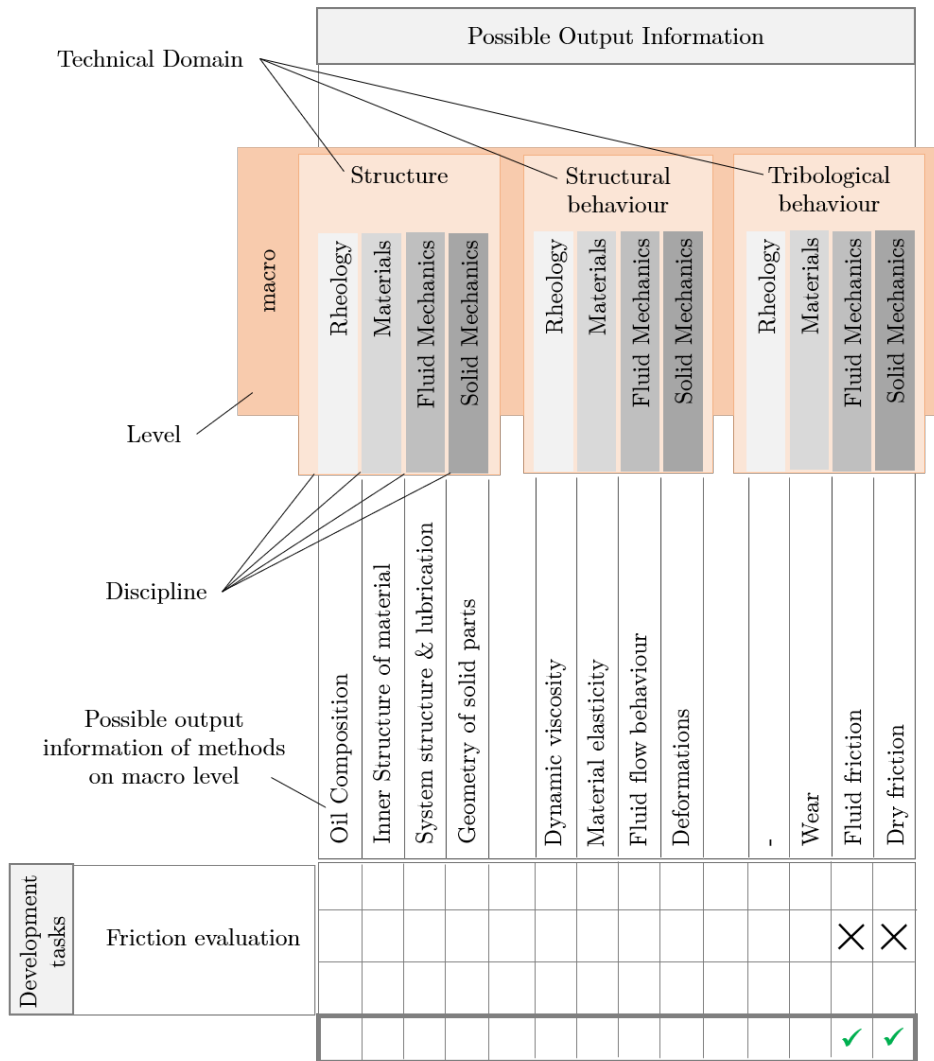 Possible Output Information
Technical Domain
Structure
Structural
behaviour
Tribological
behaviour
macro
Rheology
Materials
Fluid Mechanics
Solid Mechanics
Rheology
Materials
Fluid Mechanics
Solid Mechanics
Rheology
Materials
Fluid Mechanics
Solid Mechanics
Level
Discipline
Possible output
information of methods
on macro level
Oil Composition
Inner Structure of material
System structure & lubrication
Geometry of solid parts
Dynamic viscosity
Material elasticity
Fluid flow behaviour
Deformations
-
Wear
Fluid friction
Dry friction
Development
tasks
Friction evaluation